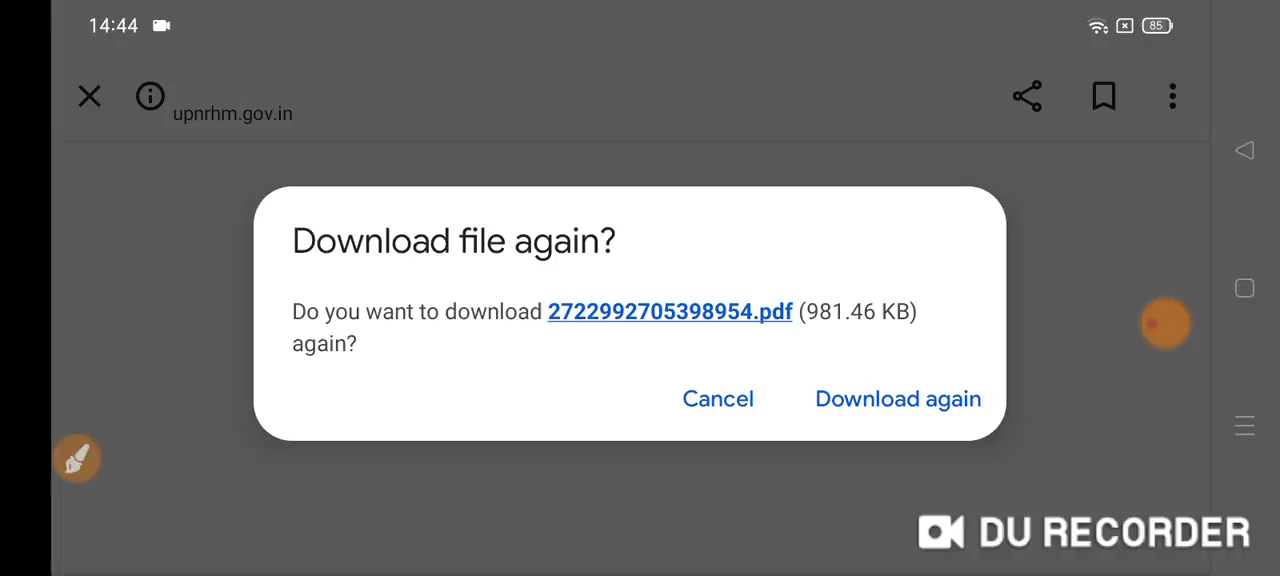 14:44
85
upnrhm.gov.in
Download file again?
Do you want to download 2722992705398954.pdf (981.46 KB)
again?
Cancel Download again
DU RECORDER